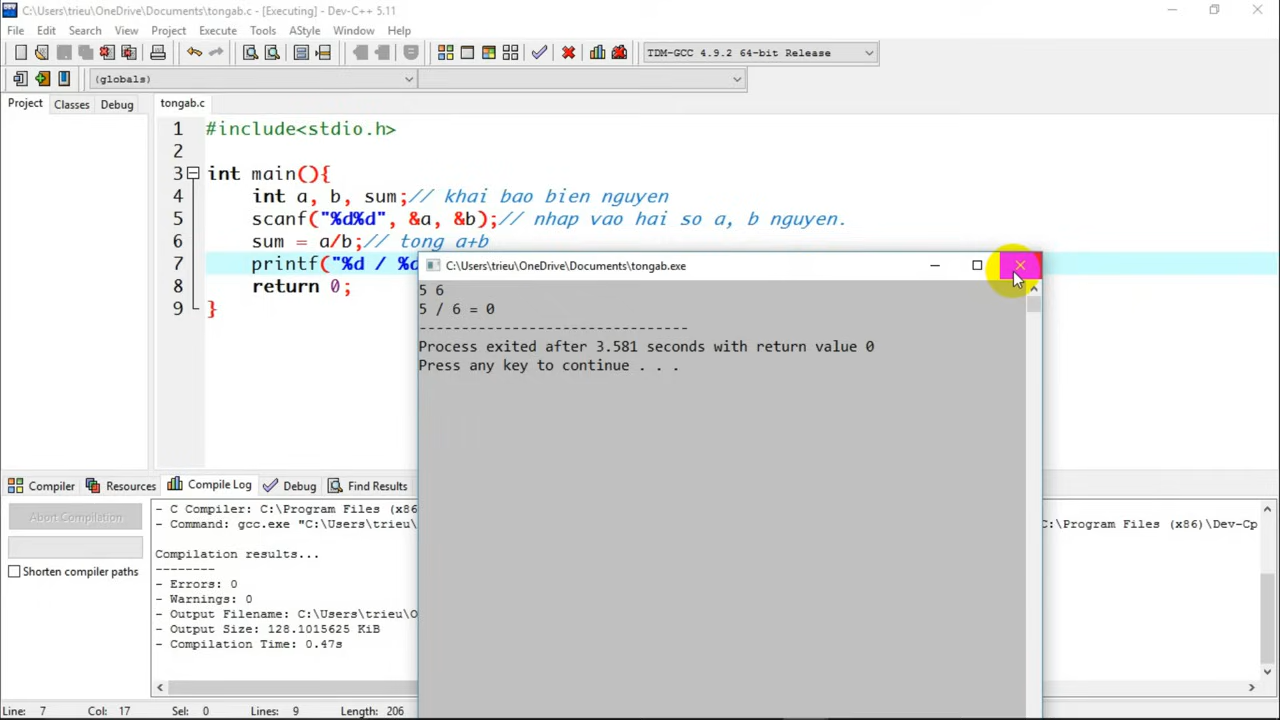 C:\Users\trieu\OneDrive\Documents\tongab.c - [Executing] - Dev-C++ 5.11
File Edit Search View Project Execute Tools AStyle Window Help
TDM-GCC 4.9.2 64-bit Release
(globals)
Project Classes Debug
tongab.c
1 #include<stdio.h>
2
3 int main(){
4 int a, b, sum;// khai bao bien nguyen
5 scanf("%d%d", &a, &b);// nhap vao hai so a, b nguyen.
6 sum = a/b;// tong a+b
7 printf("%d / %d
8 return 0;
9 }
C:\Users\trieu\OneDrive\Documents\tongab.exe
5 6
5 / 6 = 0
--------------------------------
Process exited after 3.581 seconds with return value 0
Press any key to continue . . .
Compiler Resources Compile Log Debug Find Results
Abort Compilation
Shorten compiler paths
- C Compiler: C:\Program Files (x86
- Command: gcc.exe "C:\Users\trieu\ C:\Program Files (x86)\Dev-Cp
Compilation results...
--------
- Errors: 0
- Warnings: 0
- Output Filename: C:\Users\trieu\O
- Output Size: 128.1015625 KiB
- Compilation Time: 0.47s
Line: 7 Col: 17 Sel: 0 Lines: 9 Length: 206